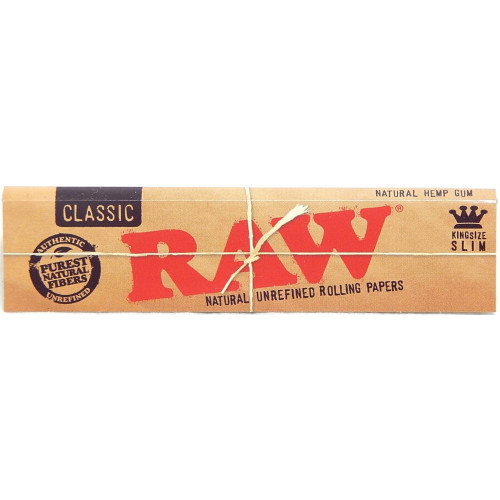 NATURAL HEMP GUM
CLASSIC
RAW®
KINGSIZE
SLIM
AUTHENTIC
PUREST
NATURAL
FIBERS
UNREFINED
NATURAL UNREFINED ROLLING PAPERS